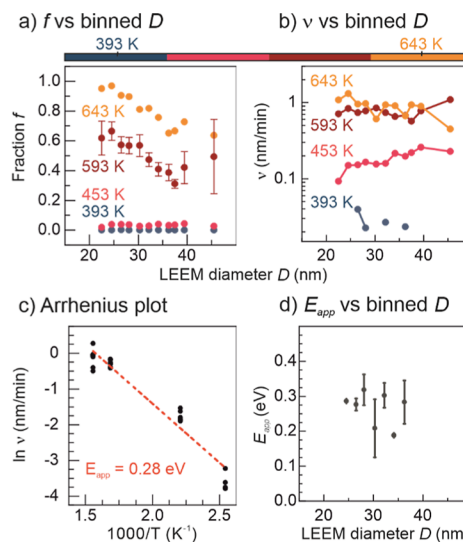 a) f vs binned D
b) ν vs binned D
393 K
643 K
1.0
0.8
0.6
0.4
0.2
0.0
Fraction f
643 K
593 K
453 K
393 K
20
30
40
LEEM diameter D (nm)
1
0.1
ν (nm/min)
643 K
593 K
453 K
393 K
20
30
40
LEEM diameter D (nm)
c) Arrhenius plot
d) Eapp vs binned D
0
-1
-2
-3
-4
ln ν (nm/min)
Eapp = 0.28 eV
1.5
2.0
2.5
1000/T (K⁻¹)
0.4
0.3
0.2
0.1
0.0
Eapp (eV)
20
30
40
LEEM diameter D (nm)